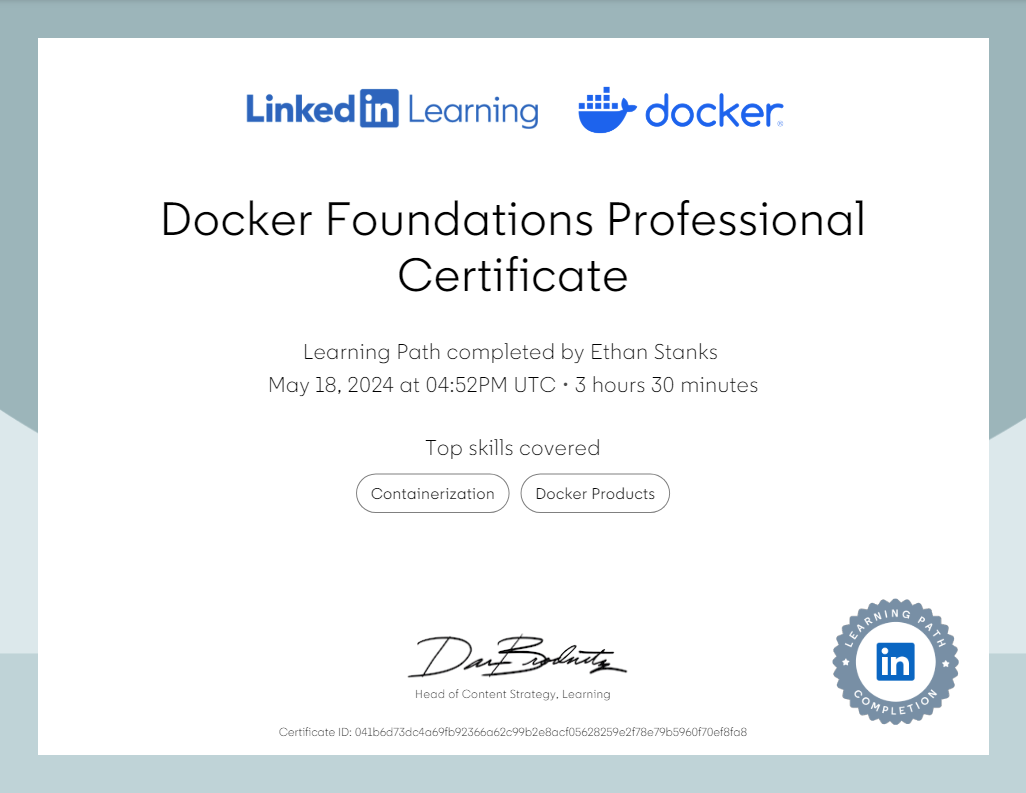 Linked in Learning
docker
Docker Foundations Professional
Certificate
Learning Path completed by Ethan Stanks
May 18, 2024 at 04:52PM UTC • 3 hours 30 minutes
Top skills covered
Containerization
Docker Products
Head of Content Strategy, Learning
Certificate ID: 041b6d73dc4a69fb92366a62c99b2e8acf05628259e2f78e79b5960f70ef8fa8
LEARNING PATH
in
COMPLETION